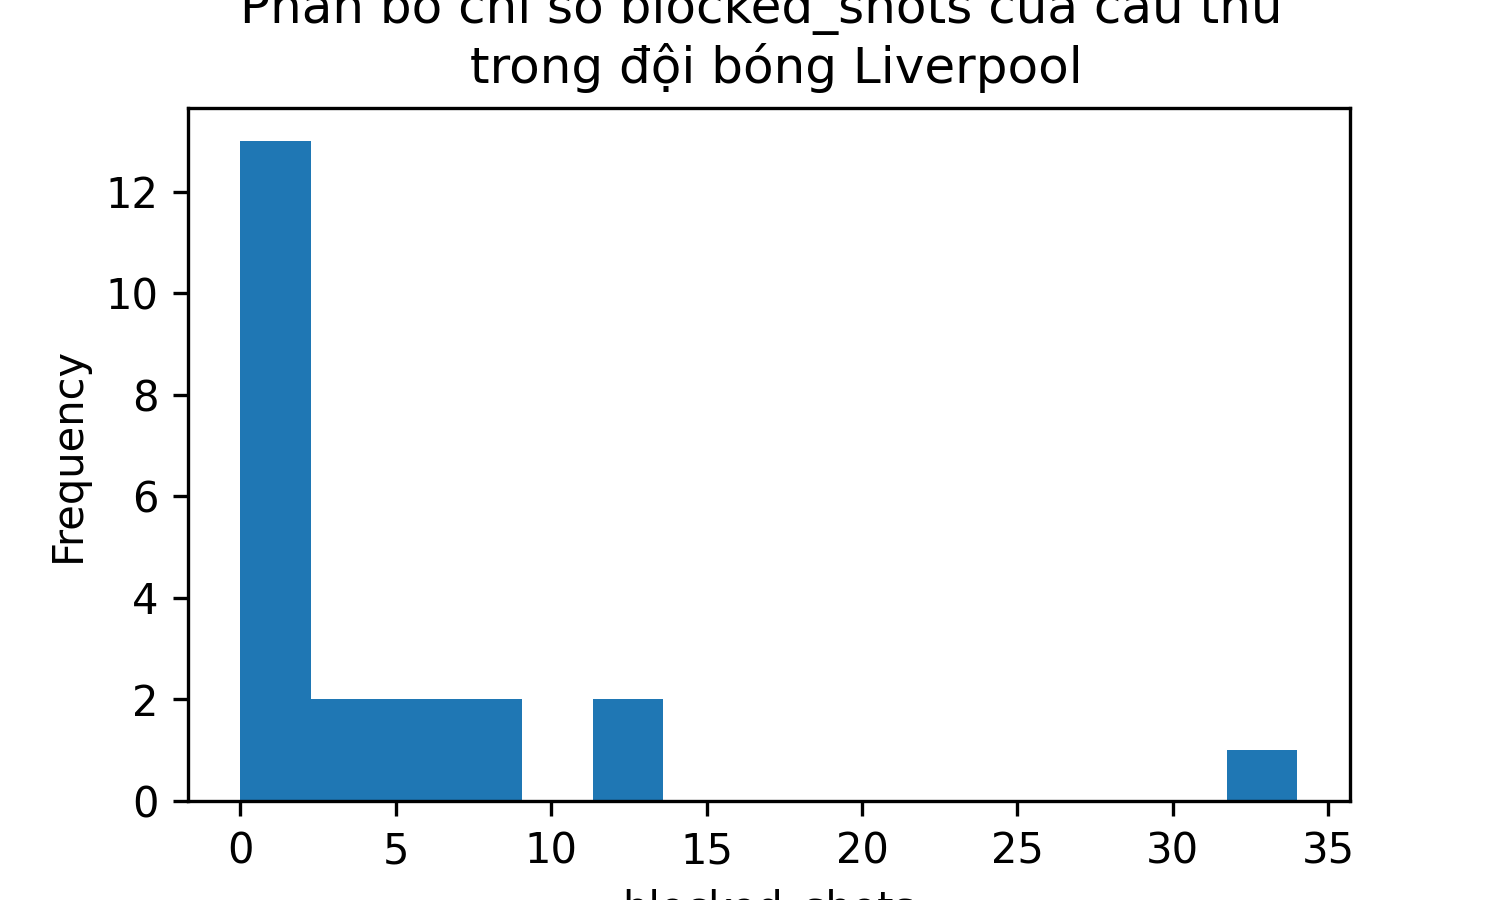 Phân bố chỉ số blocked_shots của cầu thủ
trong đội bóng Liverpool
Frequency
12
10
8
6
4
2
0
0 5 10 15 20 25 30 35
blocked_shots